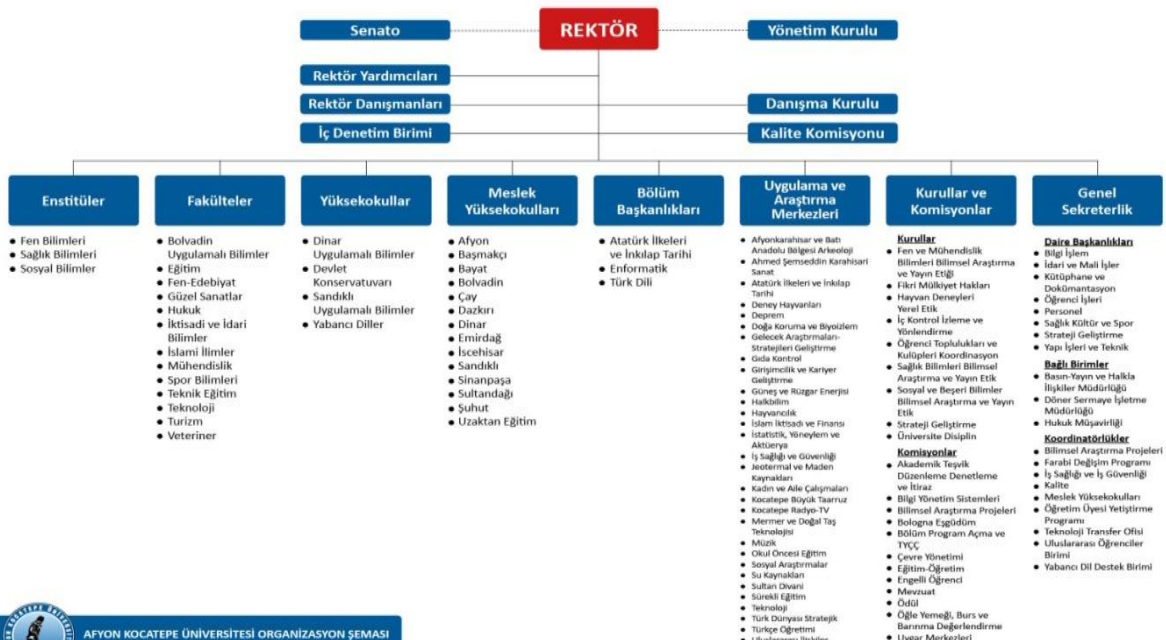 Senato
REKTÖR
Yönetim Kurulu
Rektör Yardımcıları
Rektör Danışmanları
Danışma Kurulu
İç Denetim Birimi
Kalite Komisyonu
Enstitüler
• Fen Bilimleri
• Sağlık Bilimleri
• Sosyal Bilimler
Fakülteler
• Bolvadin
Uygulamalı Bilimler
• Eğitim
• Fen-Edebiyat
• Güzel Sanatlar
• Hukuk
• İktisadi ve İdari
Bilimler
• İslami İlimler
• Mühendislik
• Spor Bilimleri
• Teknik Eğitim
• Teknoloji
• Turizm
• Veteriner
Yüksekokullar
• Dinar
Uygulamalı Bilimler
• Devlet
Konservatuvarı
• Sandıklı
Uygulamalı Bilimler
• Yabancı Diller
Meslek
Yüksekokulları
• Afyon
• Başmakçı
• Bayat
• Bolvadin
• Çay
• Dazkırı
• Dinar
• Emirdağ
• İscehisar
• Sandıklı
• Sinanpaşa
• Sultandağı
• Şuhut
• Uzaktan Eğitim
Bölüm
Başkanlıkları
• Atatürk İlkeleri
ve İnkılap Tarihi
• Enformatik
• Türk Dili
Uygulama ve
Araştırma
Merkezleri
• Afyonkarahisar ve Batı
Anadolu Bölgesi Arkeoloji
• Ahmed Şemseddin Karahisari
Sanat
• Atatürk İlkeleri ve İnkılap
Tarihi
• Deney Hayvanları
• Deprem
• Doğa Koruma ve Biyoizlem
• Gelecek Araştırmaları-
Stratejileri Geliştirme
• Gıda Kontrol
• Girişimcilik ve Kariyer
Geliştirme
• Güneş ve Rüzgar Enerjisi
• Halkbilim
• Hayvancılık
• İslam İktisadı ve Finansı
• İstatistik, Yöneylem ve
Aktüerya
• İş Sağlığı ve Güvenliği
• Jeotermal ve Maden
Kaynakları
• Kadın ve Aile Çalışmaları
• Kocatepe Büyük Taarruz
• Kocatepe Radyo-TV
• Mermer ve Doğal Taş
Teknolojisi
• Müzik
• Okul Öncesi Eğitim
• Sosyal Araştırmalar
• Su Kaynakları
• Sultan Divani
• Sürekli Eğitim
• Teknoloji
• Türk Dünyası Stratejik
• Türkçe Öğretimi
Kurullar ve
Komisyonlar
Kurullar
• Fen ve Mühendislik
Bilimleri Bilimsel Araştırma
ve Yayın Etiği
• Fikri Mülkiyet Hakları
• Hayvan Deneyleri
Yerel Etik
• İç Kontrol İzleme ve
Yönlendirme
• Öğrenci Toplulukları ve
Kulüpleri Koordinasyon
• Sağlık Bilimleri Bilimsel
Araştırma ve Yayın Etik
• Sosyal ve Beşeri Bilimler
Bilimsel Araştırma ve Yayın
Etik
• Strateji Geliştirme
• Üniversite Disiplin
Komisyonlar
• Akademik Teşvik
Düzenleme Denetleme
ve İtiraz
• Bilgi Yönetim Sistemleri
• Bilimsel Araştırma Projeleri
• Bologna Eşgüdüm
• Bölüm Program Açma ve
TYÇÇ
• Çevre Yönetimi
• Eğitim-Öğretim
• Engelli Öğrenci
• Mevzuat
• Ödül
• Öğle Yemeği, Burs ve
Barınma Değerlendirme
• Uygar Merkezleri
Genel
Sekreterlik
Daire Başkanlıkları
• Bilgi İşlem
• İdari ve Mali İşler
• Kütüphane ve
Dokümantasyon
• Öğrenci İşleri
• Personel
• Sağlık Kültür ve Spor
• Strateji Geliştirme
• Yapı İşleri ve Teknik
Bağlı Birimler
• Basın-Yayın ve Halkla
İlişkiler Müdürlüğü
• Döner Sermaye İşletme
Müdürlüğü
• Hukuk Müşavirliği
Koordinatörlükler
• Bilimsel Araştırma Projeleri
• Farabi Değişim Programı
• İş Sağlığı ve İş Güvenliği
• Kalite
• Meslek Yüksekokulları
• Öğretim Üyesi Yetiştirme
Programı
• Teknoloji Transfer Ofisi
• Uluslararası Öğrenciler
Birimi
• Yabancı Dil Destek Birimi
AFYON KOCATEPE ÜNİVERSİTESİ ORGANİZASYON ŞEMASI